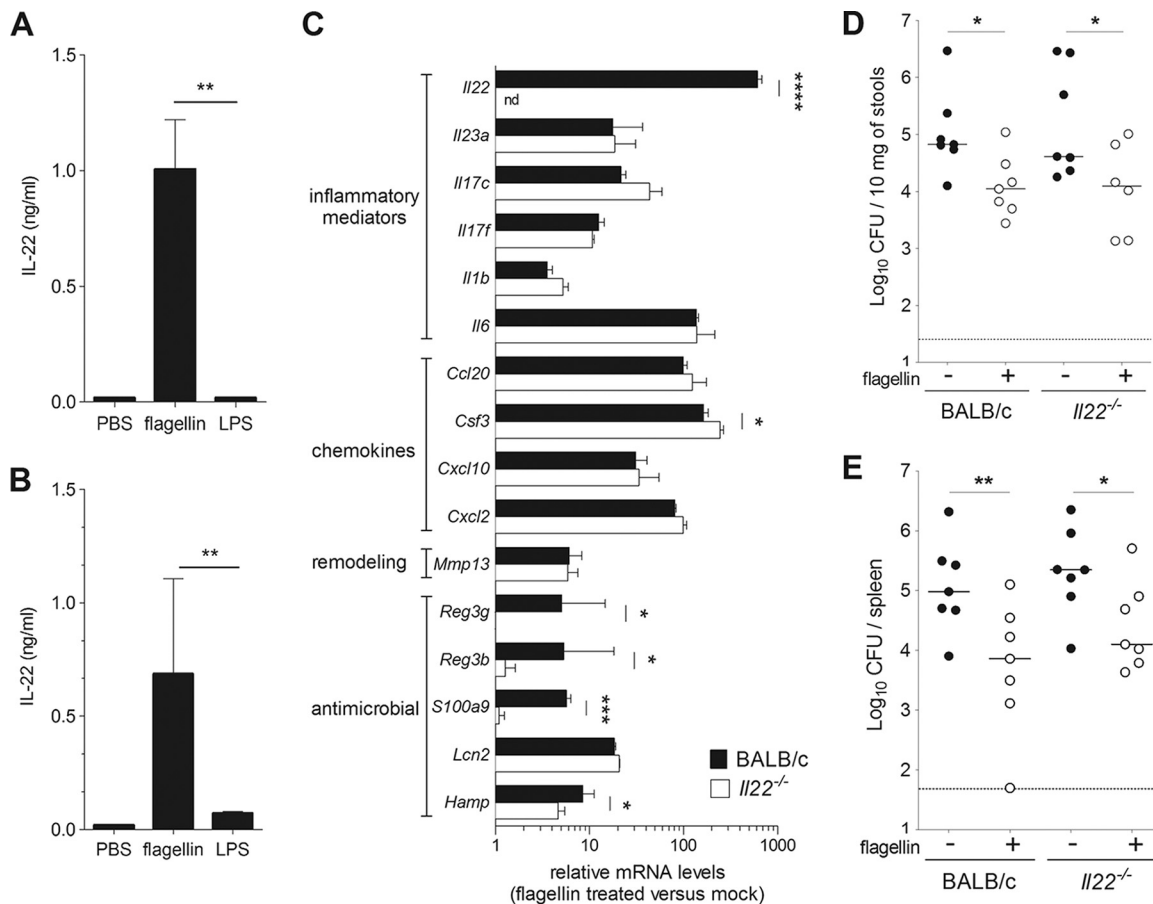 A
IL-22 (ng/ml)
1.5
1.0
0.5
0.0
**
PBS flagellin LPS
B
IL-22 (ng/ml)
1.5
1.0
0.5
0.0
**
PBS flagellin LPS
C
inflammatory
mediators
Il22
nd
****
Il23a
Il17c
Il17f
Il1b
Il6
chemokines
Ccl20
Csf3
*
Cxcl10
Cxcl2
remodeling
Mmp13
antimicrobial
Reg3g
*
Reg3b
*
S100a9
****
Lcn2
Hamp
*
BALB/c
Il22-/-
1 10 100 1000
relative mRNA levels
(flagellin treated versus mock)
D
Log10 CFU / 10 mg of stools
7
6
5
4
3
2
1
* *
flagellin - + - +
BALB/c Il22-/-
E
Log10 CFU / spleen
7
6
5
4
3
2
1
** *
flagellin - + - +
BALB/c Il22-/-